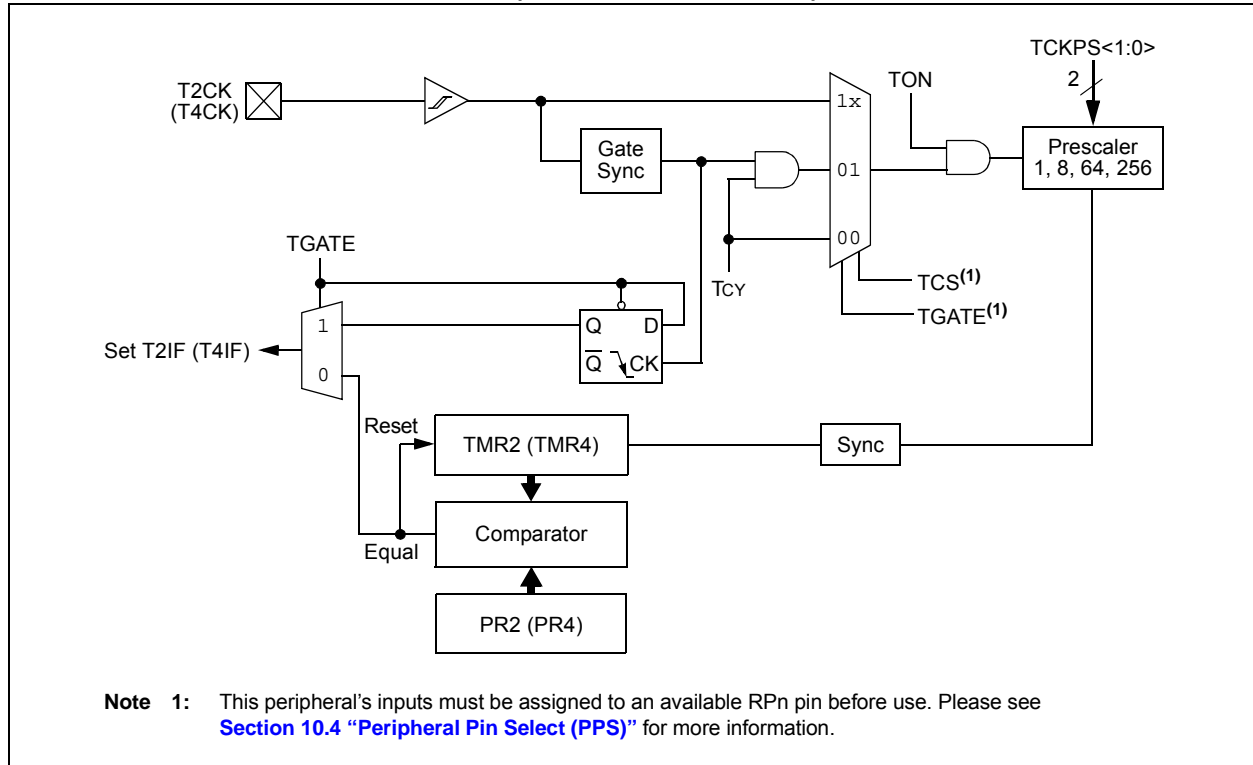 TCKPS<1:0>
2
TON
T2CK
(T4CK)
1x
Gate
Sync
01
Prescaler
1, 8, 64, 256
00
TGATE
TCY
TCS(1)
TGATE(1)
1
Q D
Set T2IF (T4IF)
0
Q CK
Reset
TMR2 (TMR4)
Sync
Comparator
Equal
PR2 (PR4)
Note 1: This peripheral’s inputs must be assigned to an available RPn pin before use. Please see
Section 10.4 “Peripheral Pin Select (PPS)” for more information.